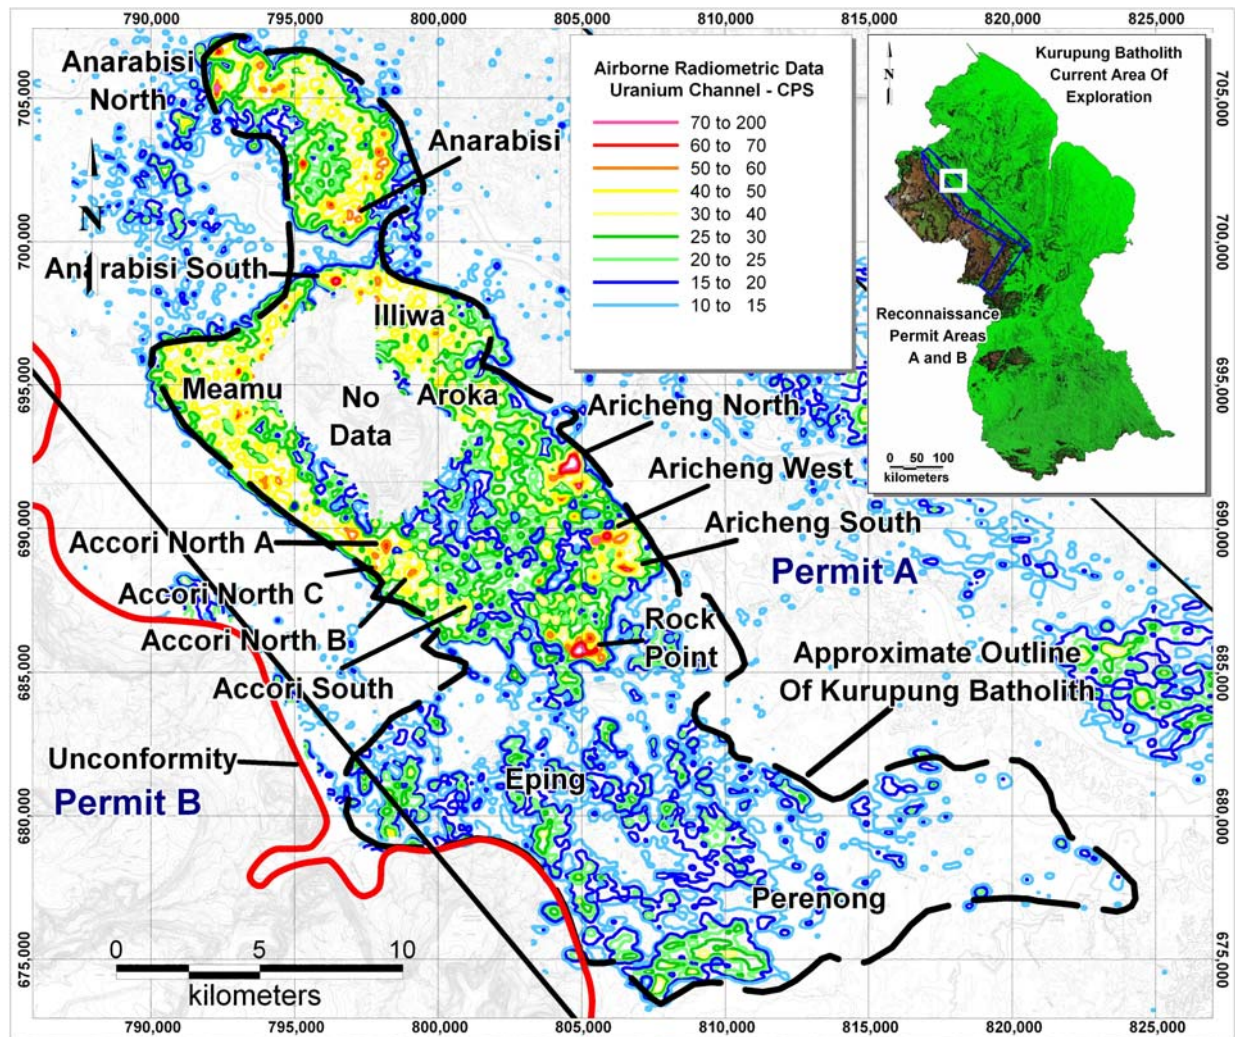 790,000 795,000 800,000 805,000 810,000 815,000 820,000 825,000
Anarabisi
North
705,000
Anarabisi
N
700,000
Anarabisi South
Illiwa
695,000
Meamu
No
Data
Aroka
Aricheng North
Aricheng West
Aricheng South
690,000
Accori North A
Accori North C
Accori North B
Accori South
Permit A
Rock
Point
685,000
Approximate Outline
Of Kurupung Batholith
Unconformity
Permit B
Eping
680,000
Perenong
0 5 10
kilometers
675,000
Airborne Radiometric Data
Uranium Channel - CPS
70 to 200
60 to 70
50 to 60
40 to 50
30 to 40
25 to 30
20 to 25
15 to 20
10 to 15
N
Kurupung Batholith
Current Area Of
Exploration
Reconnaissance
Permit Areas
A and B
0 50 100
kilometers
705,000
700,000
695,000
690,000
685,000
680,000
675,000
790,000 795,000 800,000 805,000 810,000 815,000 820,000 825,000